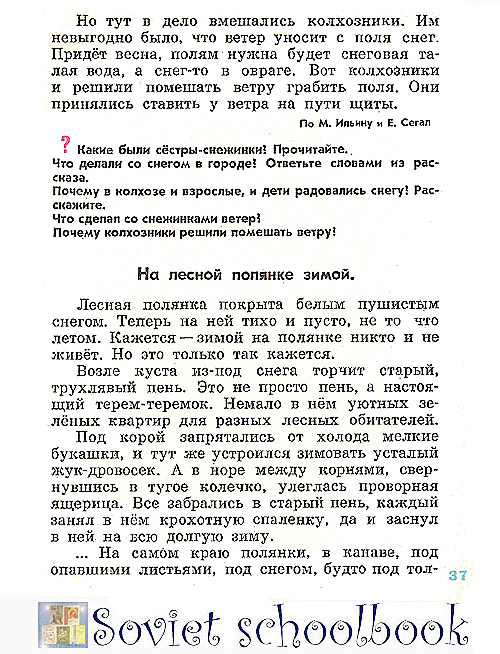 Но тут в дело вмешались колхозники. Им
невыгодно было, что ветер уносит с поля снег.
Придёт весна, полям нужна будет снеговая та-
лая вода, а снег-то в овраге. Вот колхозники
и решили помешать ветру грабить поля. Они
принялись ставить у ветра на пути щиты.
По М. Ильину и Е. Сегал
? Какие были сёстры-снежинки? Прочитайте.
Что делали со снегом в городе? Ответьте словами из рас-
сказа.
Почему в колхозе и взрослые, и дети радовались снегу? Рас-
скажите.
Что сделал со снежинками ветер?
Почему колхозники решили помешать ветру?
На лесной полянке зимой.
Лесная полянка покрыта белым пушистым
снегом. Теперь на ней тихо и пусто, не то что
летом. Кажется — зимой на полянке никто и не
живёт. Но это только так кажется.
Возле куста из-под снега торчит старый,
трухлявый пень. Это не просто пень, а настоя-
щий терем-теремок. Немало в нём уютных зе-
лёных квартир для разных лесных обитателей.
Под корой запрятались от холода мелкие
букашки, и тут же устроился зимовать усталый
жук-дровосек. А в норе между корнями, свер-
нувшись в тугое колечко, улеглась проворная
ящерица. Все забрались в старый пень, каждый
занял в нём крохотную спаленку, да и заснул
в ней на всю долгую зиму.
... На самом краю полянки, в канаве, под
опавшими листьями, под снегом, будто под тол-
37
Soviet schoolbook